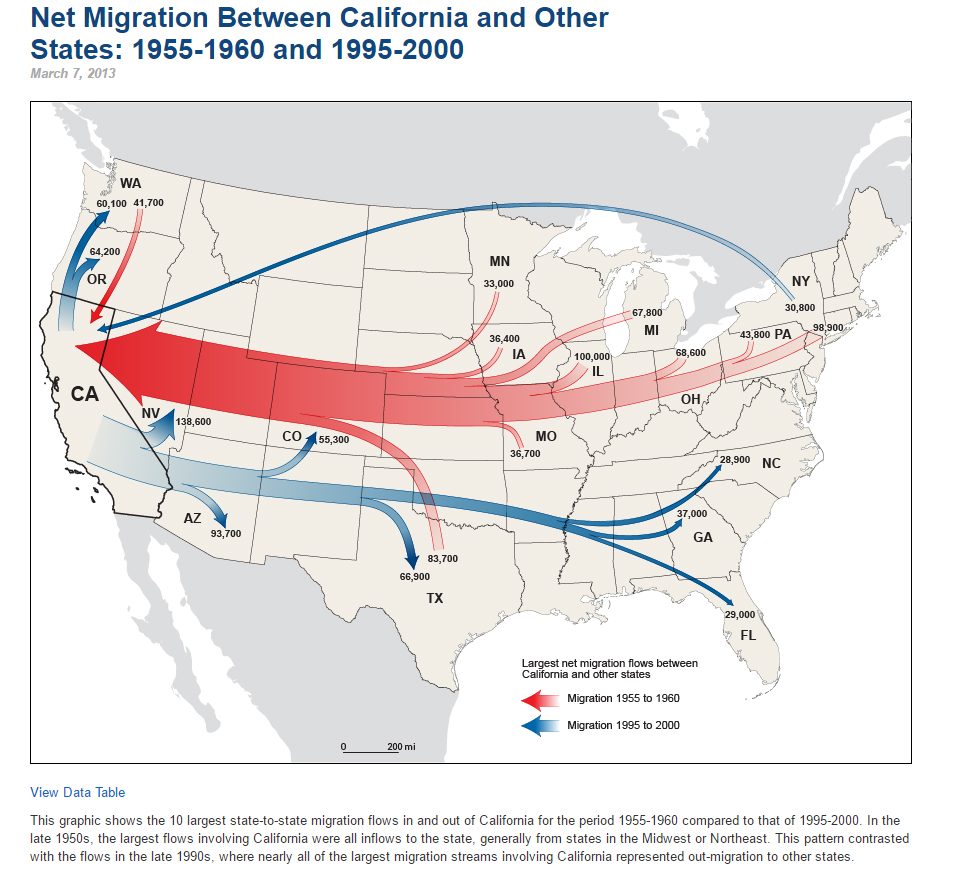 Net Migration Between California and Other
States: 1955-1960 and 1995-2000
March 7, 2013
WA
60,100 41,700
64,200
OR
MN
33,000
NY
30,800
67,800
MI
98,900
43,800 PA
36,400
IA
100,000
IL
68,600
OH
CA
NV
138,600
CO 55,300
MO
36,700
28,900 NC
AZ
93,700
37,000
GA
83,700
66,900
TX
29,000
FL
Largest net migration flows between
California and other states
Migration 1955 to 1960
Migration 1995 to 2000
0 200 mi
View Data Table
This graphic shows the 10 largest state-to-state migration flows in and out of California for the period 1955-1960 compared to that of 1995-2000. In the
late 1950s, the largest flows involving California were all inflows to the state, generally from states in the Midwest or Northeast. This pattern contrasted
with the flows in the late 1990s, where nearly all of the largest migration streams involving California represented out-migration to other states.